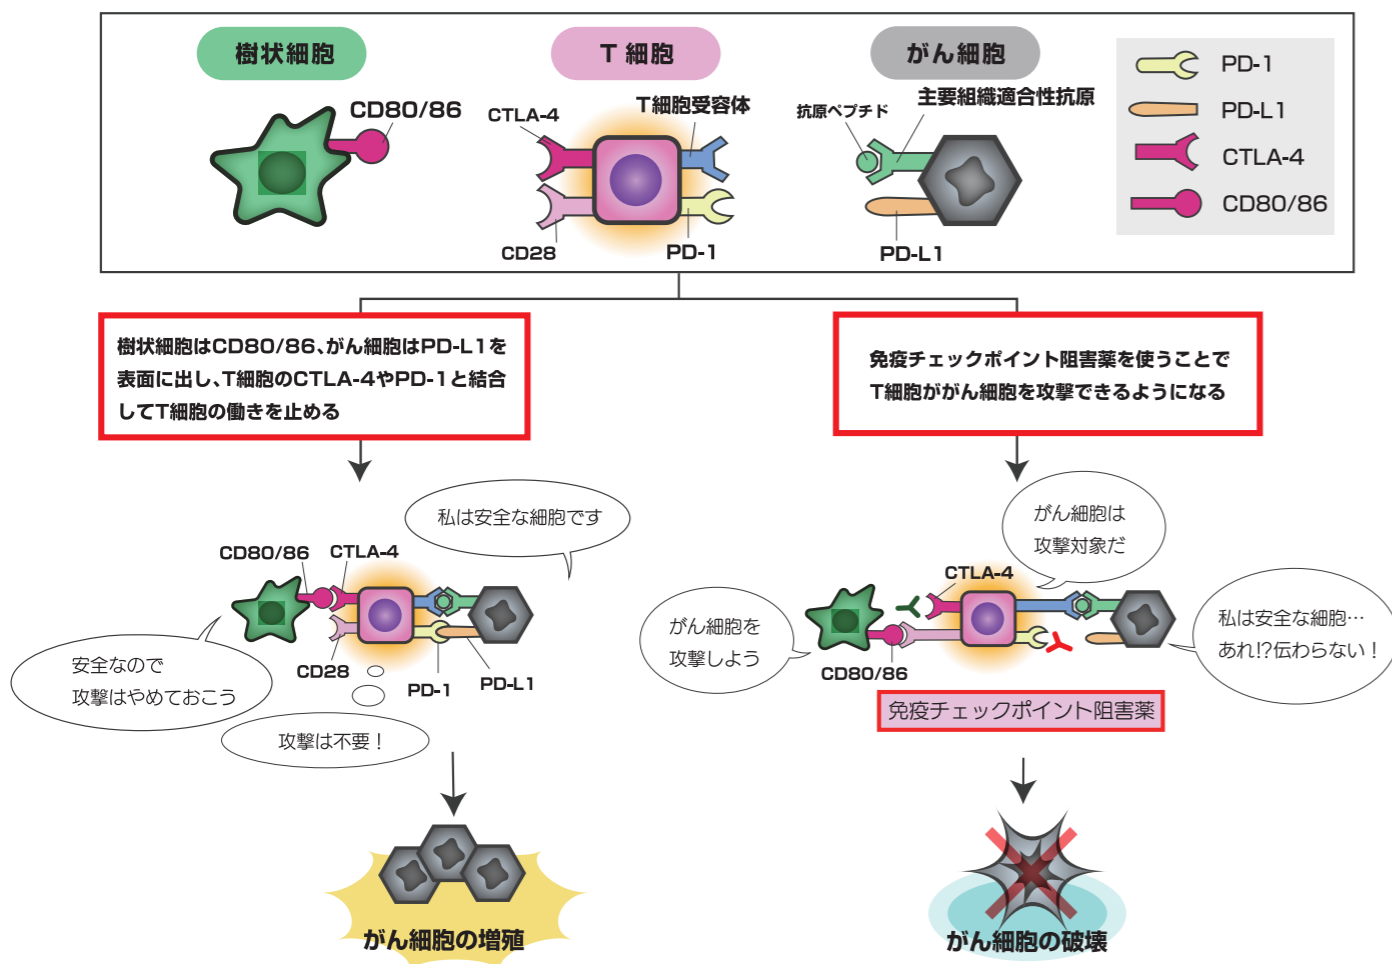 樹状細胞
T 細胞
がん細胞
CD80/86
CTLA-4
T細胞受容体
CD28
PD-1
抗原ペプチド
主要組織適合性抗原
PD-L1
PD-1
PD-L1
CTLA-4
CD80/86
樹状細胞はCD80/86、がん細胞はPD-L1を
表面に出し、T細胞のCTLA-4やPD-1と結合
してT細胞の働きを止める
免疫チェックポイント阻害薬を使うことで
T細胞ががん細胞を攻撃できるようになる
私は安全な細胞です
CD80/86
CTLA-4
CD28
PD-1
PD-L1
安全なので
攻撃はやめておこう
攻撃は不要！
がん細胞の増殖
がん細胞は
攻撃対象だ
CTLA-4
がん細胞を
攻撃しよう
CD80/86
私は安全な細胞…
あれ!?伝わらない！
免疫チェックポイント阻害薬
がん細胞の破壊